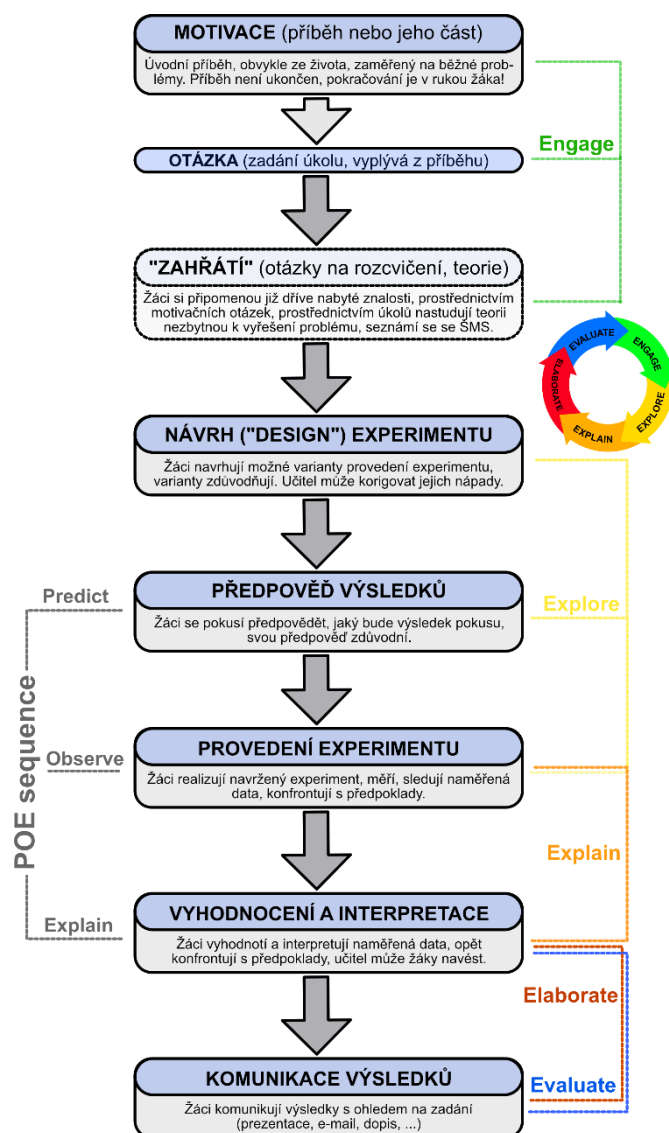 MOTIVACE (příběh nebo jeho část)
Úvodní příběh, obvykle ze života, zaměřený na běžné prob-
lémy. Příběh není ukončen, pokračování je v rukou žáka!
Engage
OTÁZKA (zadání úkolu, vyplývá z příběhu)
"ZAHŘÁTÍ" (otázky na rozcvičení, teorie)
Žáci si připomenou již dříve nabyté znalosti, prostřednictvím
motivačních otázek, prostřednictvím úkolů nastudují teorii
nezbytnou k vyřešení problému, seznámí se se ŠMS.
EVALUATE
ENGAGE
EXPLORE
EXPLAIN
ELABORATE
NÁVRH ("DESIGN") EXPERIMENTU
Žáci navrhují možné varianty provedení experimentu,
varianty zdůvodňují. Učitel může korigovat jejich nápady.
Predict
PŘEDPOVĚĎ VÝSLEDKŮ
Žáci se pokusí předpovědět, jaký bude výsledek pokusu,
svou předpověď zdůvodní.
Explore
POE sequence
Observe
PROVEDENÍ EXPERIMENTU
Žáci realizují navržený experiment, měří, sledují naměřená
data, konfrontují s předpoklady.
Explain
Explain
VYHODNOCENÍ A INTERPRETACE
Žáci vyhodnotí a interpretují naměřená data, opět
konfrontují s předpoklady, učitel může žáky navést.
Elaborate
KOMUNIKACE VÝSLEDKŮ
Žáci komunikují výsledky s ohledem na zadání
(prezentace, e-mail, dopis, ...)
Evaluate